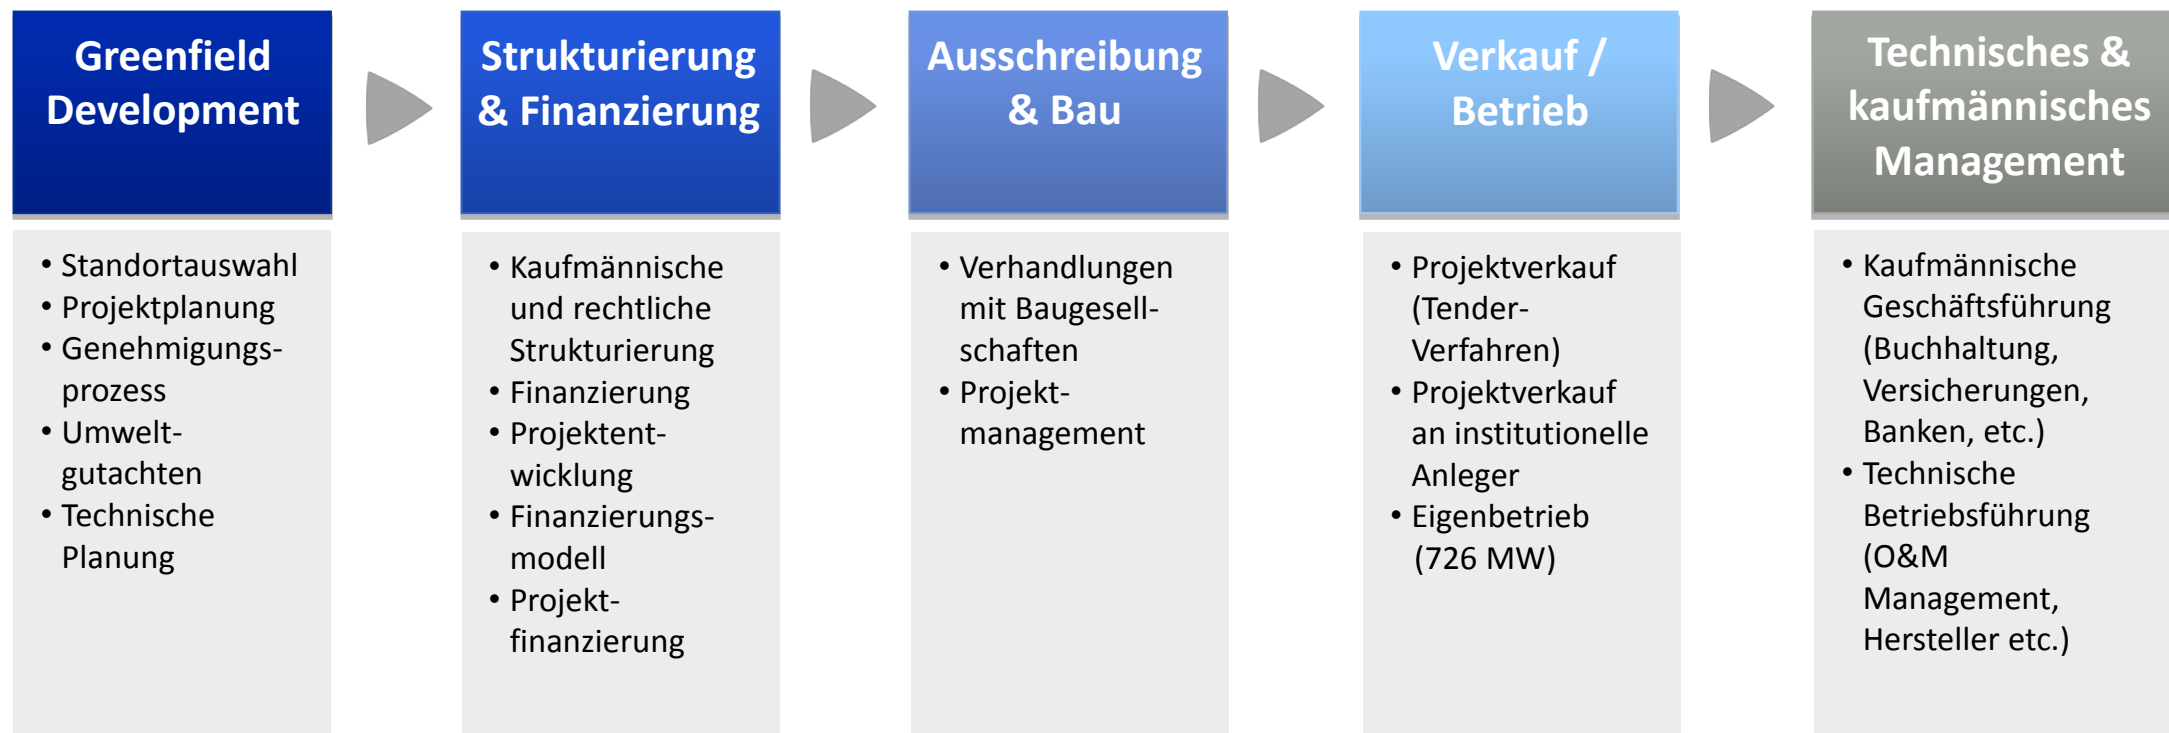 Greenfield
Development
• Standortauswahl
• Projektplanung
• Genehmigungs-
prozess
• Umwelt-
gutachten
• Technische
Planung
Strukturierung
& Finanzierung
• Kaufmännische
und rechtliche
Strukturierung
• Finanzierung
• Projektent-
wicklung
• Finanzierungs-
modell
• Projekt-
finanzierung
Ausschreibung
& Bau
• Verhandlungen
mit Baugesell-
schaften
• Projekt-
management
Verkauf /
Betrieb
• Projektverkauf
(Tender-
Verfahren)
• Projektverkauf
an institutionelle
Anleger
• Eigenbetrieb
(726 MW)
Technisches &
kaufmännisches
Management
• Kaufmännische
Geschäftsführung
(Buchhaltung,
Versicherungen,
Banken, etc.)
• Technische
Betriebsführung
(O&M
Management,
Hersteller etc.)